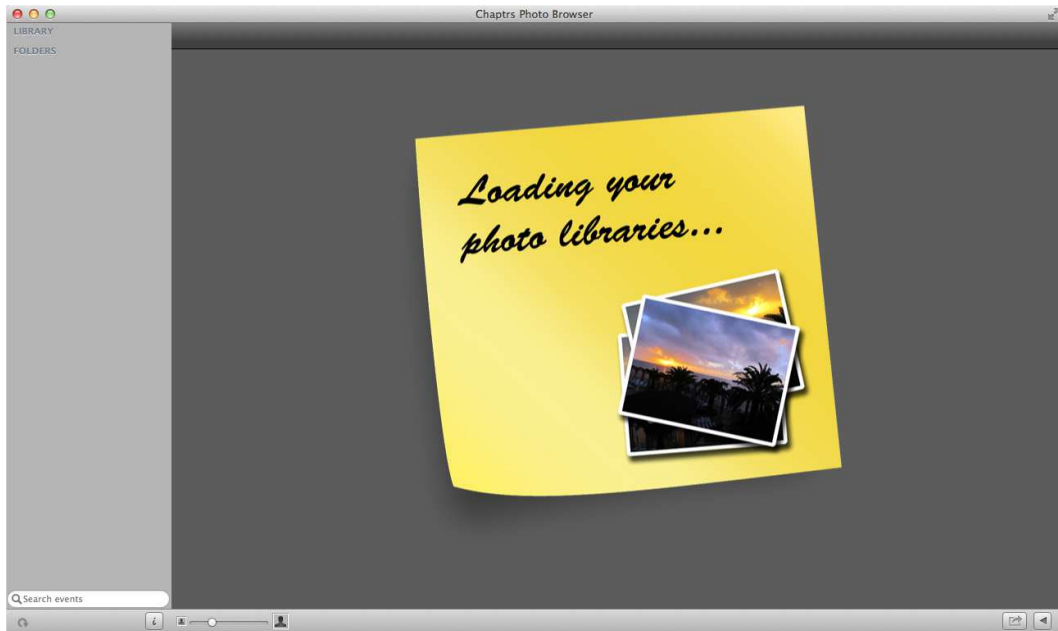 Chaptrs Photo Browser
LIBRARY
FOLDERS
Loading your
photo libraries...
Search events
i